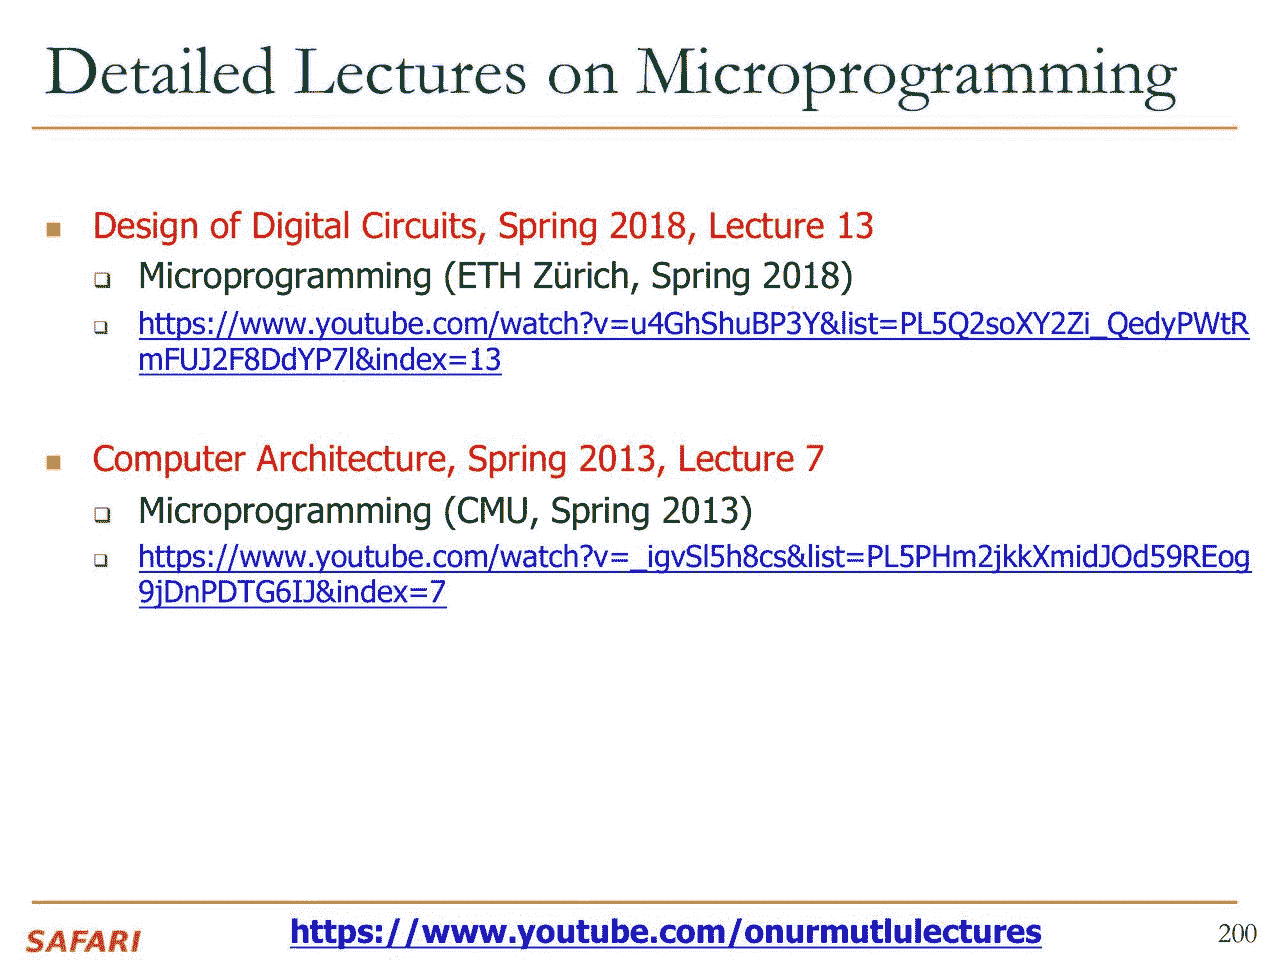 Detailed Lectures on Microprogramming
Design of Digital Circuits, Spring 2018, Lecture 13
Microprogramming (ETH Zürich, Spring 2018)
https://www.youtube.com/watch?v=u4GhShuBP3Y&list=PL5Q2soXY2Zi_QedyPWtR
mFUJ2F8DdYP7l&index=13
Computer Architecture, Spring 2013, Lecture 7
Microprogramming (CMU, Spring 2013)
https://www.youtube.com/watch?v=_igvSl5h8cs&list=PL5PHm2jkkXmidJOd59REog
9jDnPDTG6IJ&index=7
SAFARI
https://www.youtube.com/onurmutlulectures
200